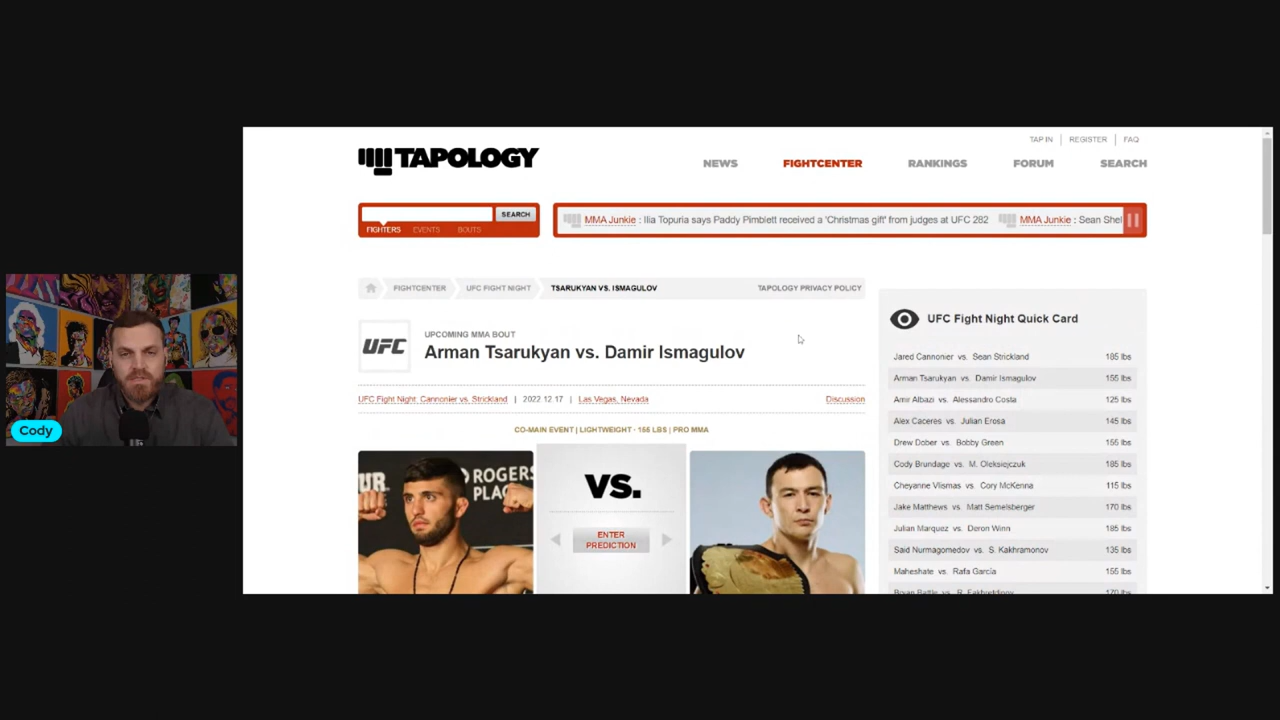 TAP IN
REGISTER
FAQ
TAPOLOGY
NEWS
FIGHTCENTER
RANKINGS
FORUM
SEARCH
SEARCH
FIGHTERS
EVENTS
BOUTS
MMA Junkie : Ilia Topuria says Paddy Pimblett received a 'Christmas gift' from judges at UFC 282
MMA Junkie : Sean Shel
FIGHTCENTER
UFC FIGHT NIGHT
TSARUKYAN VS. ISMAGULOV
TAPOLOGY PRIVACY POLICY
UFC
UPCOMING MMA BOUT
Arman Tsarukyan vs. Damir Ismagulov
UFC Fight Night: Cannonier vs. Strickland | 2022.12.17 | Las Vegas, Nevada
Discussion
CO-MAIN EVENT | LIGHTWEIGHT · 155 LBS | PRO MMA
UR
ROGERS
PLAC
VS.
ENTER
PREDICTION
UFC Fight Night Quick Card
Jared Cannonier vs. Sean Strickland 185 lbs
Arman Tsarukyan vs. Damir Ismagulov 155 lbs
Amir Albazi vs. Alessandro Costa 125 lbs
Alex Caceres vs. Julian Erosa 145 lbs
Drew Dober vs. Bobby Green 155 lbs
Cody Brundage vs. M. Oleksiejczuk 185 lbs
Cheyanne Vlismas vs. Cory McKenna 115 lbs
Jake Matthews vs. Matt Semelsberger 170 lbs
Julian Marquez vs. Deron Winn 185 lbs
Said Nurmagomedov vs. S. Kakhramonov 135 lbs
Maheshate vs. Rafa García 155 lbs
Bryan Battle vs. R. Fakhretdinov 170 lbs
Cody